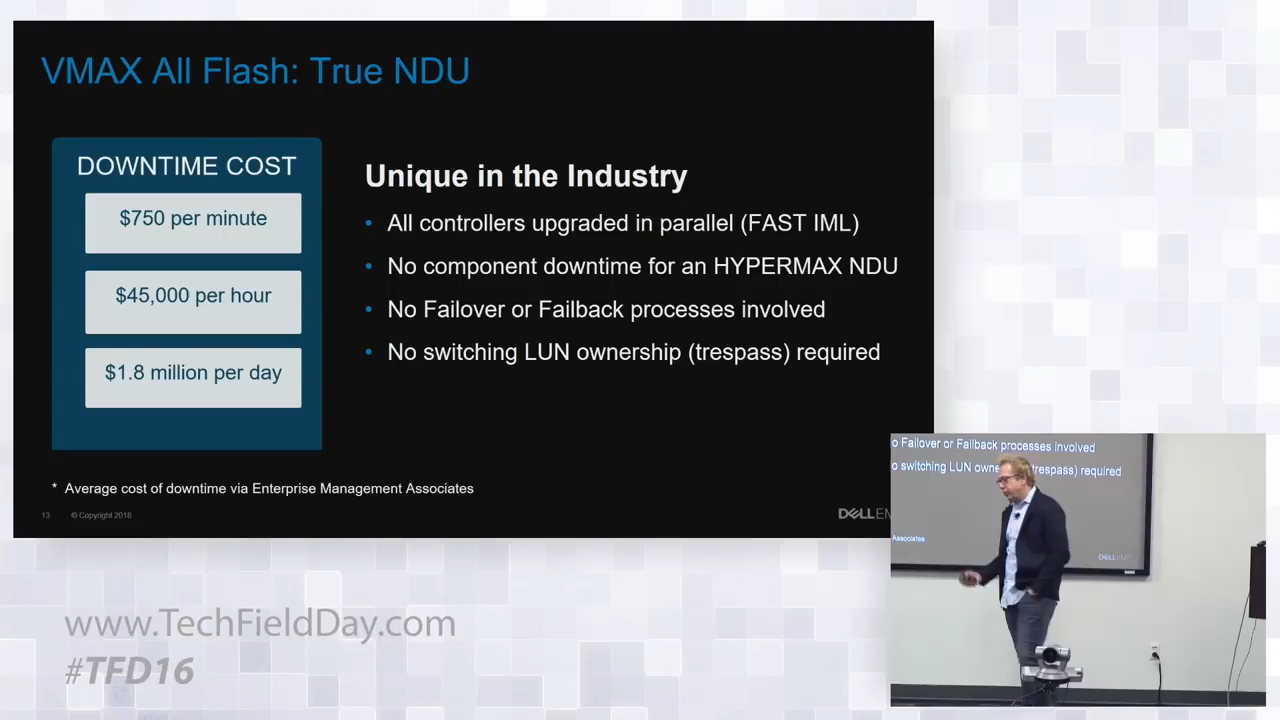 VMAX All Flash: True NDU
DOWNTIME COST
$750 per minute
$45,000 per hour
$1.8 million per day
Unique in the Industry
• All controllers upgraded in parallel (FAST IML)
• No component downtime for an HYPERMAX NDU
• No Failover or Failback processes involved
• No switching LUN ownership (trespass) required
* Average cost of downtime via Enterprise Management Associates
13 © Copyright 2018
DELLEM
o Failover or Failback processes involved
o switching LUN owne trespass) required
Associates
DELL
www.TechFieldDay.com
#TFD16